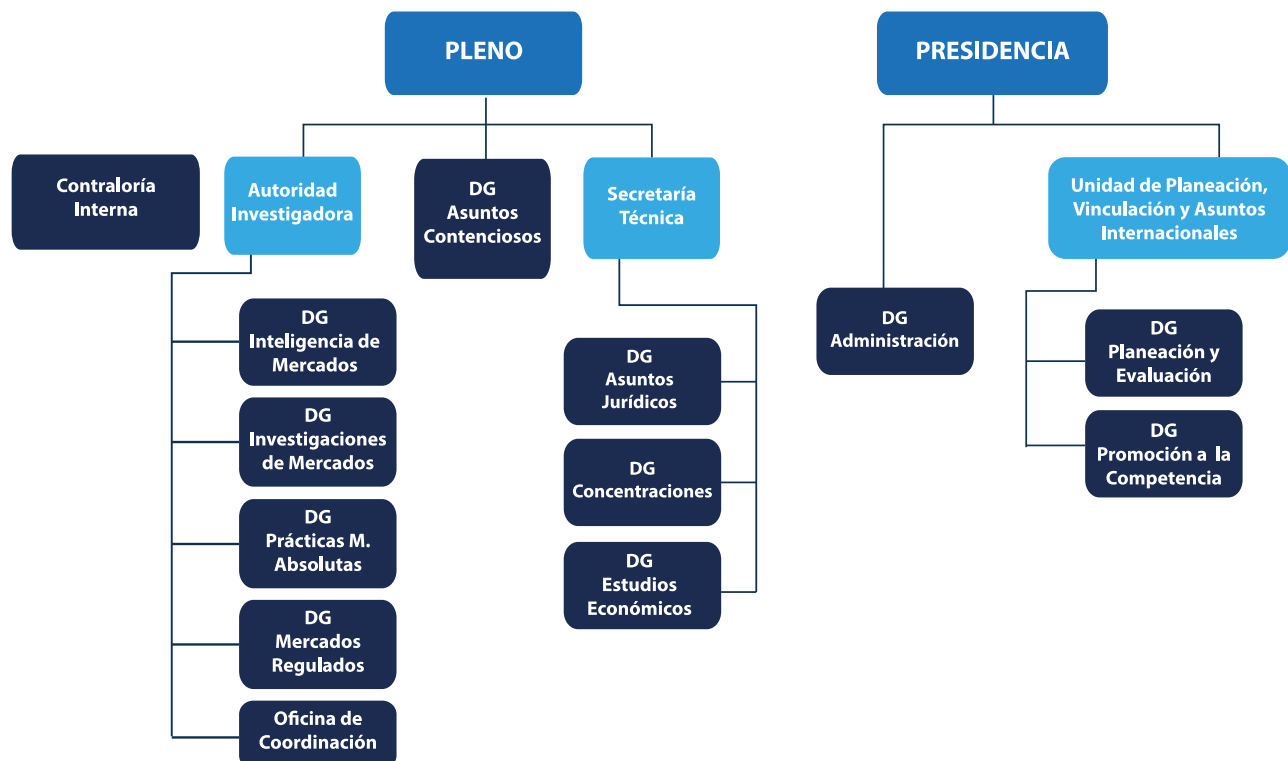 PLENO
PRESIDENCIA
Contraloría
Interna
Autoridad
Investigadora
DG
Asuntos
Contenciosos
Secretaría
Técnica
Unidad de Planeación,
Vinculación y Asuntos
Internacionales
DG
Inteligencia de
Mercados
DG
Investigaciones
de Mercados
DG
Prácticas M.
Absolutas
DG
Mercados
Regulados
Oficina de
Coordinación
DG
Asuntos
Jurídicos
DG
Concentraciones
DG
Estudios
Económicos
DG
Administración
DG
Planeación y
Evaluación
DG
Promoción a la
Competencia